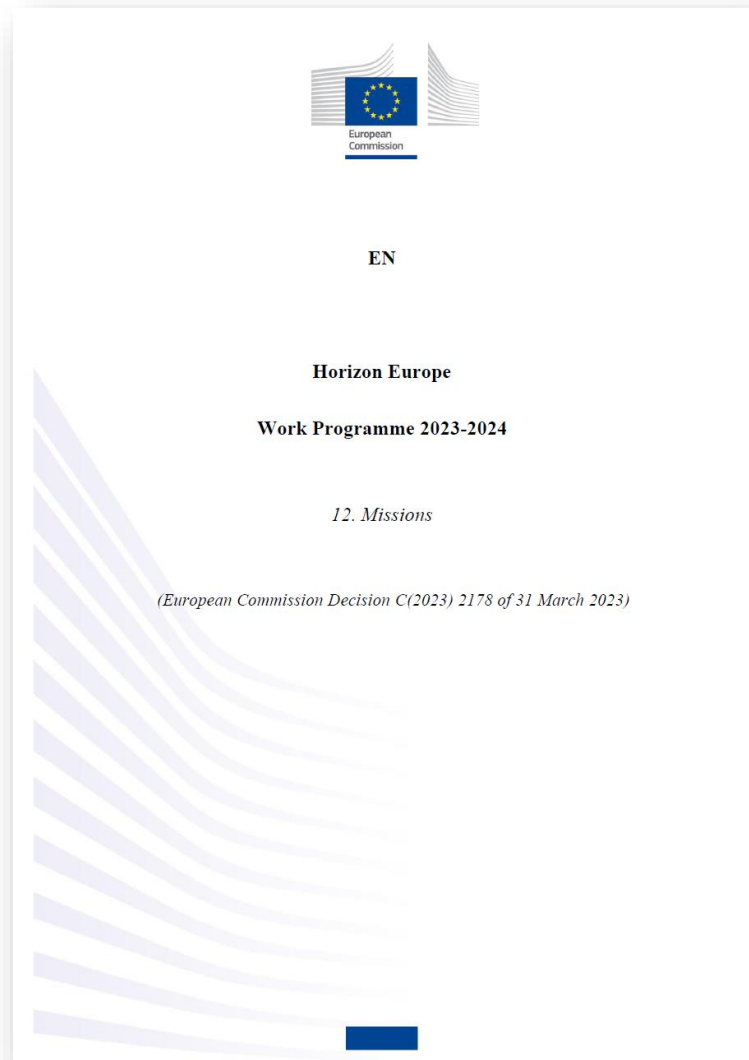 European
Commission
EN
Horizon Europe
Work Programme 2023-2024
12. Missions
(European Commission Decision C(2023) 2178 of 31 March 2023)